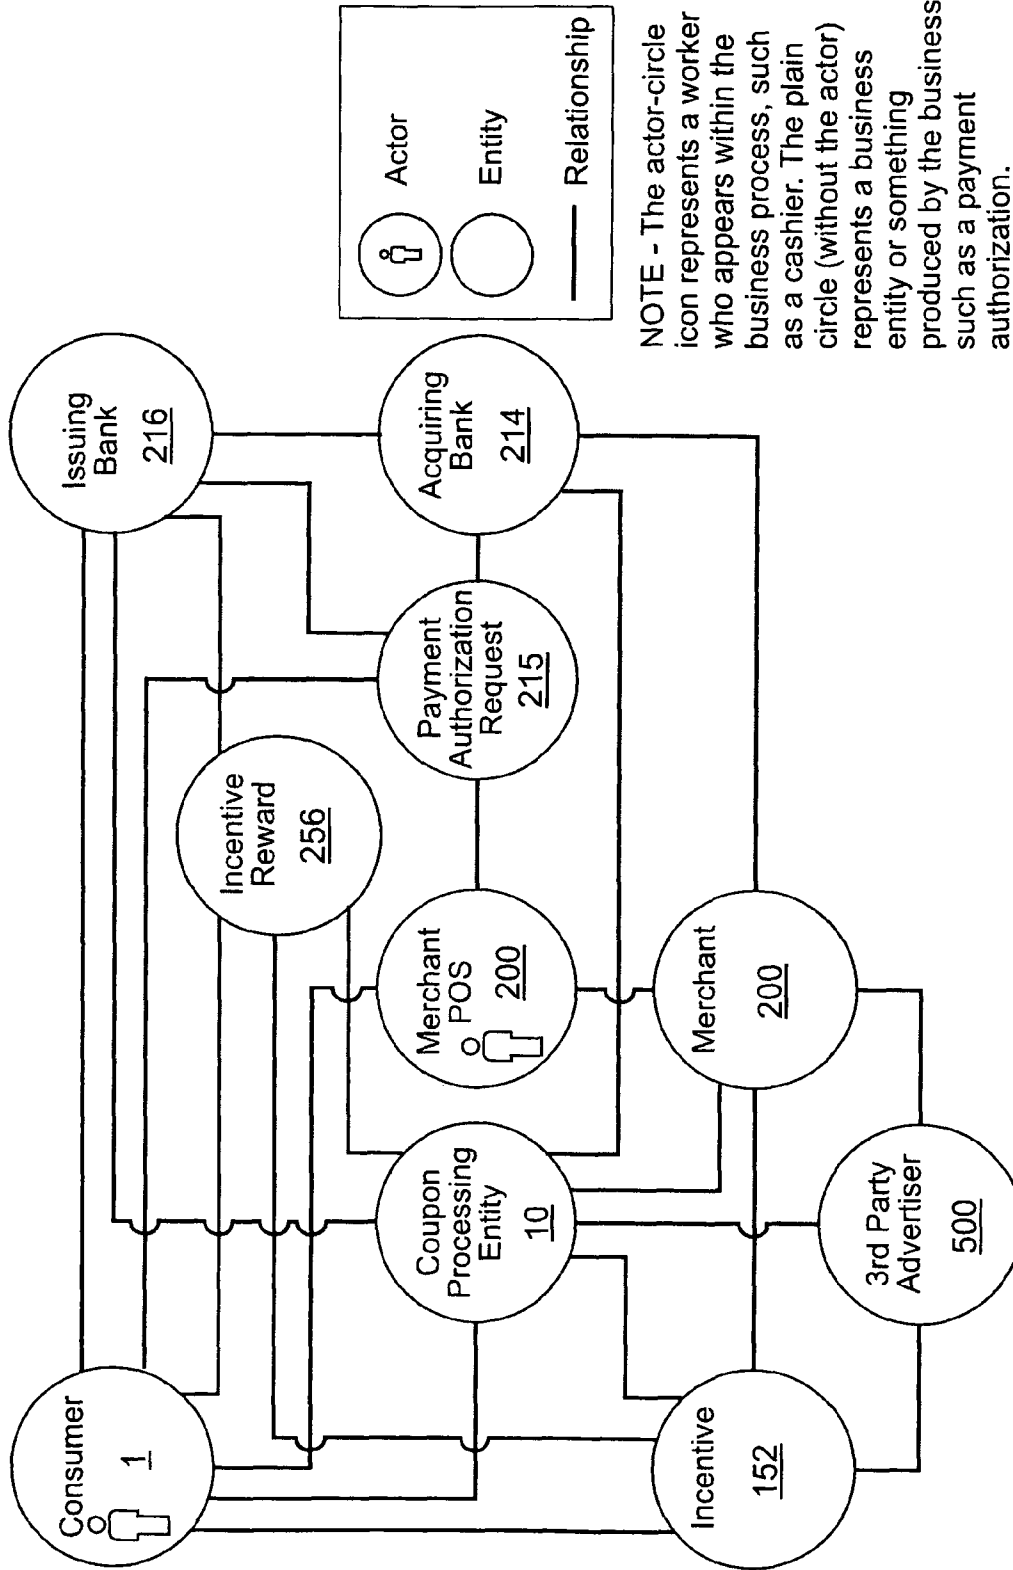 Consumer
1
Issuing
Bank
216
Incentive
Reward
256
Coupon
Processing
Entity
10
Merchant
POS
200
Payment
Authorization
Request
215
Acquiring
Bank
214
Incentive
152
Merchant
200
3rd Party
Advertiser
500
Actor
Entity
Relationship
NOTE - The actor-circle
icon represents a worker
who appears within the
business process, such
as a cashier. The plain
circle (without the actor)
represents a business
entity or something
produced by the business
such as a payment
authorization.